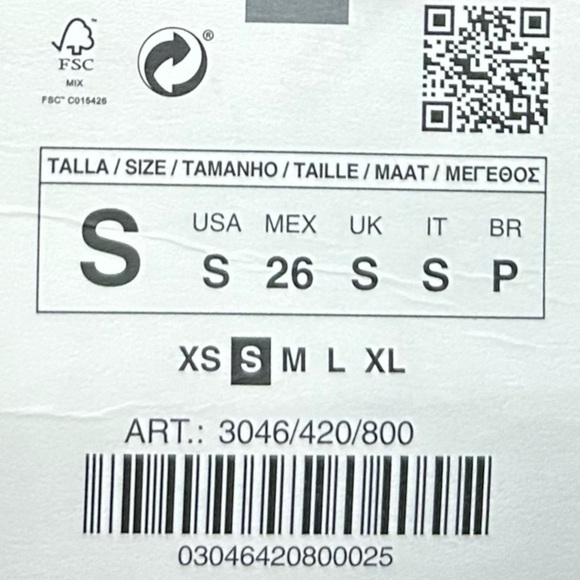 FSC™
MIX
FSC™ C015426
®
TALLA / SIZE / TAMANHO / TAILLE / MAAT / ΜΕΓΕΘΟΣ
USA MEX UK IT BR
S S 26 S S P
XS S M L XL
ART.: 3046/420/800
03046420800025